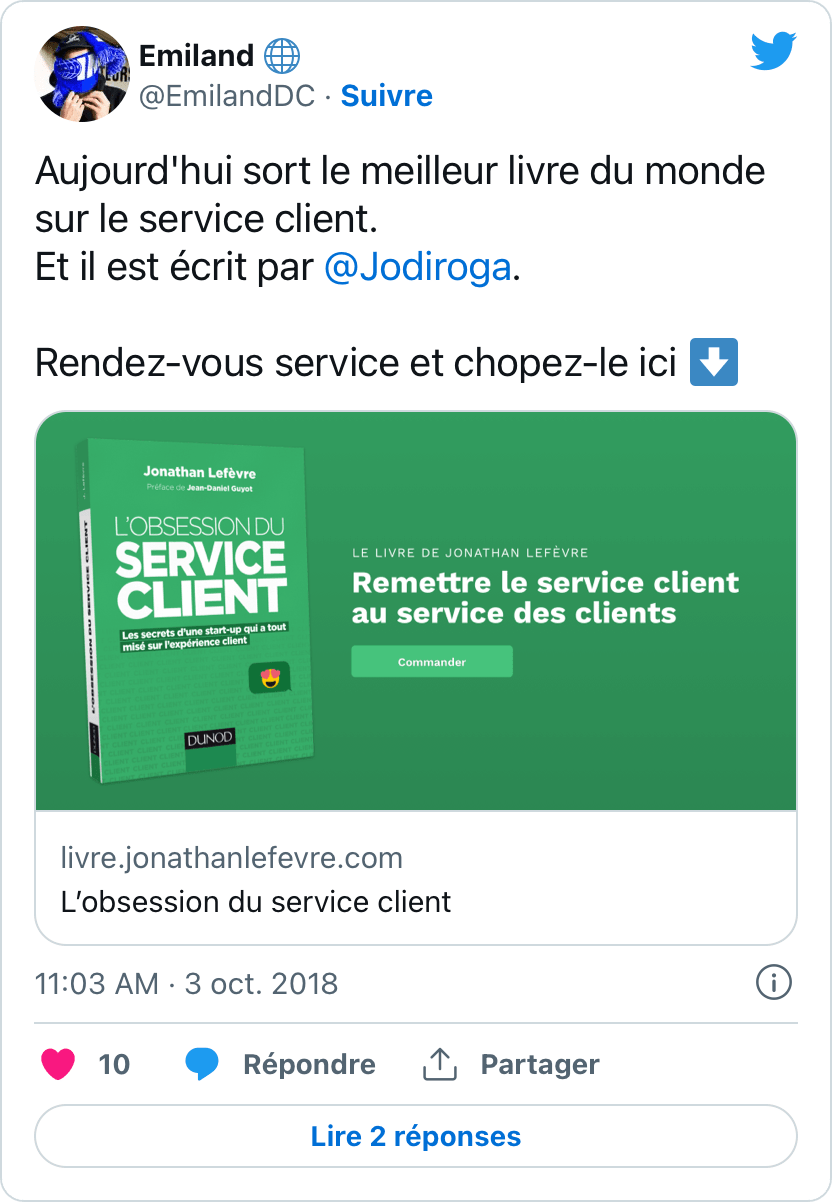 Emiland 🌐
@EmilandDC · Suivre
Aujourd'hui sort le meilleur livre du monde
sur le service client.
Et il est écrit par @Jodiroga.
Rendez-vous service et chopez-le ici ⬇️
Jonathan Lefèvre
Préface de Jean-Daniel Guyot
L'OBSESSION DU
SERVICE
CLIENT
Les secrets d'une start-up qui a tout
misé sur l'expérience client
DUNOD
L'OBSESSION DU SERVICE CLIENT
LE LIVRE DE JONATHAN LEFÈVRE
Remettre le service client
au service des clients
Commander
livre.jonathanlefevre.com
L’obsession du service client
11:03 AM · 3 oct. 2018
10 Répondre Partager
Lire 2 réponses